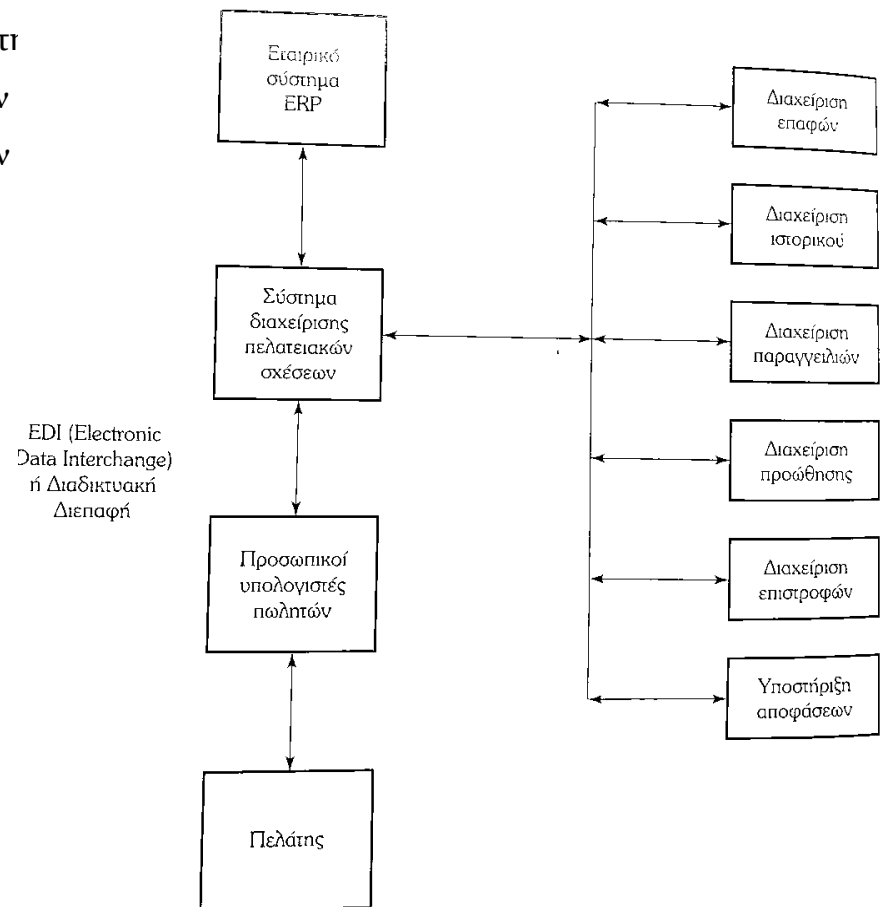 Εταιρικό
σύστημα
ERP
Σύστημα
διαχείρισης
πελατειακών
σχέσεων
EDI (Electronic
Data Interchange)
ή Διαδικτυακή
Διεπαφή
Προσωπικοί
υπολογιστές
πωλητών
Πελάτης
Διαχείριση
επαφών
Διαχείριση
ιστορικού
Διαχείριση
παραγγειλιών
Διαχείριση
προώθησης
Διαχείριση
επιστροφών
Υποστήριξη
αποφάσεων